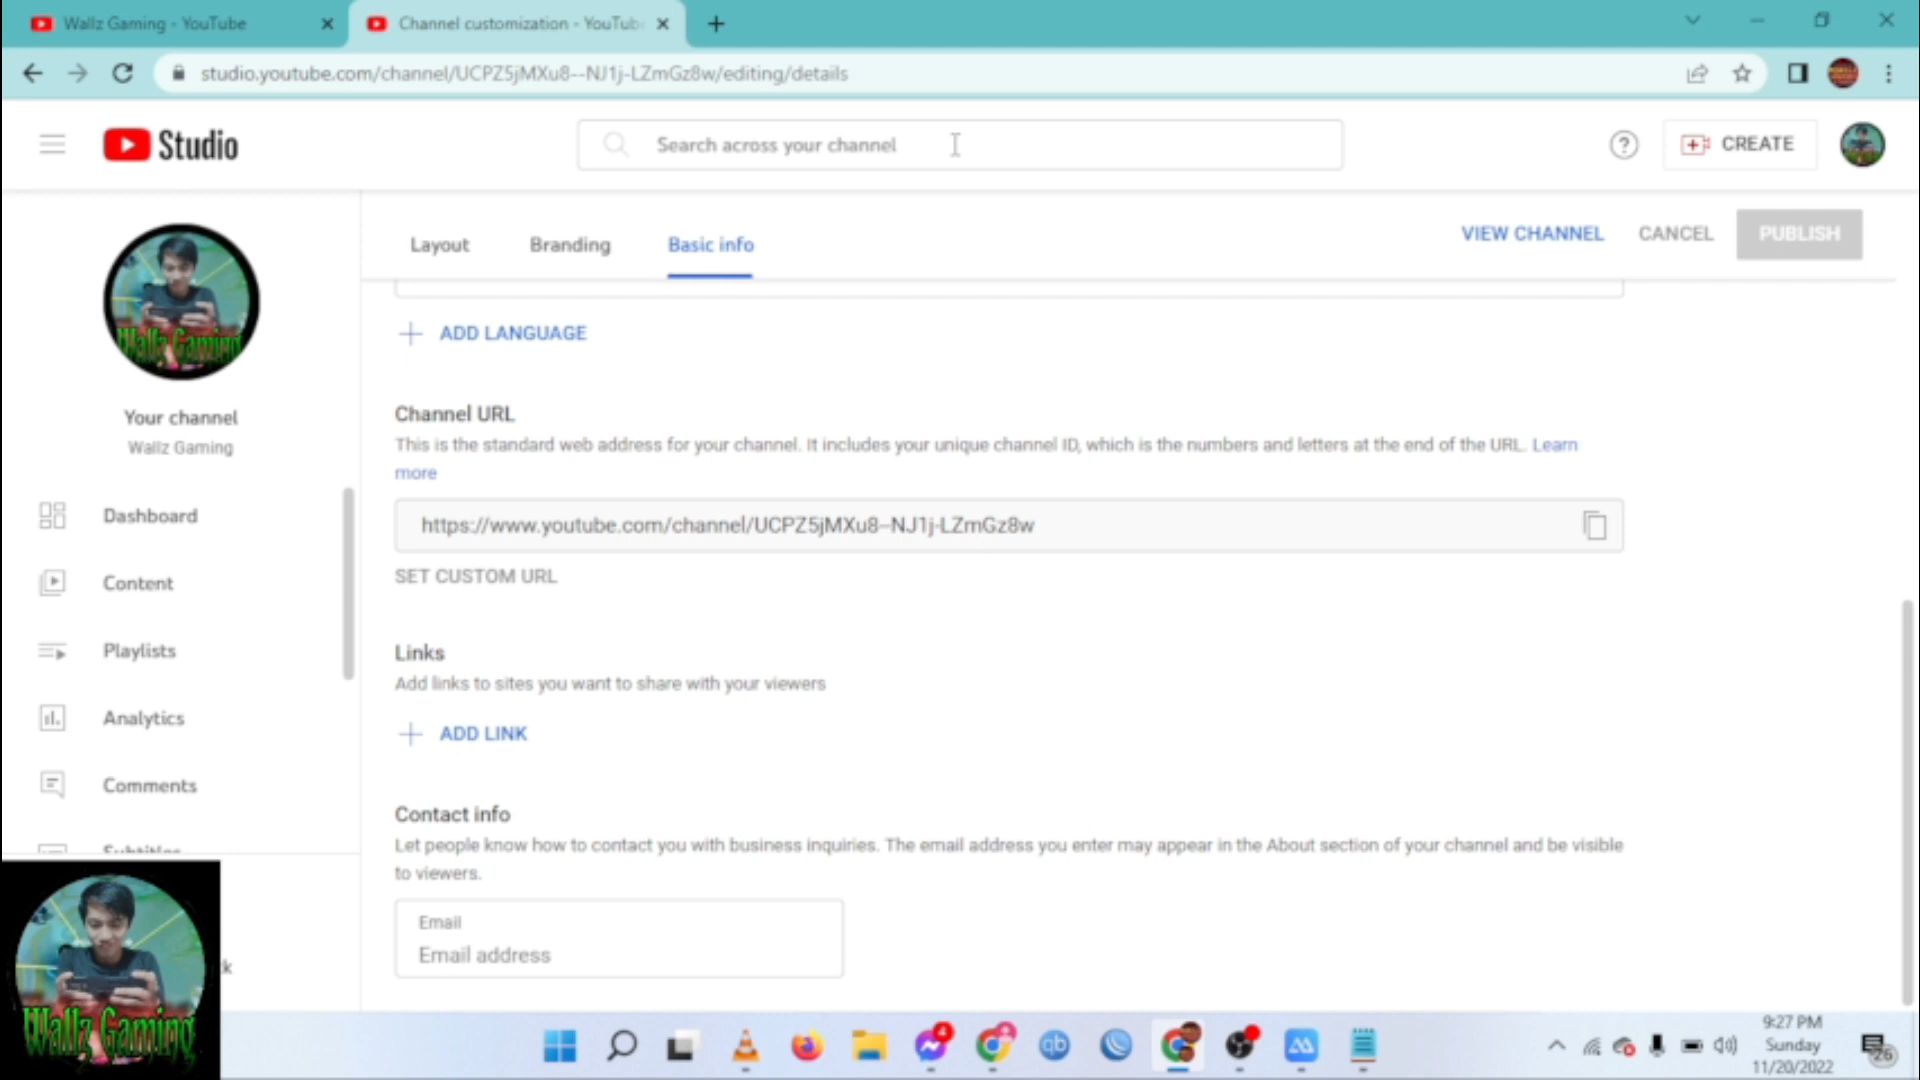 Wallz Gaming - YouTube
Channel customization - YouTub
studio.youtube.com/channel/UCPZ5jMXu8--NJ1j-LZmGz8w/editing/details
Studio
Search across your channel
CREATE
Layout
Branding
Basic info
VIEW CHANNEL
CANCEL
PUBLISH
Wallz Gaming
Your channel
Wallz Gaming
Dashboard
Content
Playlists
Analytics
Comments
Subtitles
ADD LANGUAGE
Channel URL
This is the standard web address for your channel. It includes your unique channel ID, which is the numbers and letters at the end of the URL. Learn
more
https://www.youtube.com/channel/UCPZ5jMXu8--NJ1j-LZmGz8w
SET CUSTOM URL
Links
Add links to sites you want to share with your viewers
ADD LINK
Contact info
Let people know how to contact you with business inquiries. The email address you enter may appear in the About section of your channel and be visible
to viewers.
Email
Email address
k
Wallz Gaming
4
qb
9:27 PM
Sunday
11/20/2022
26